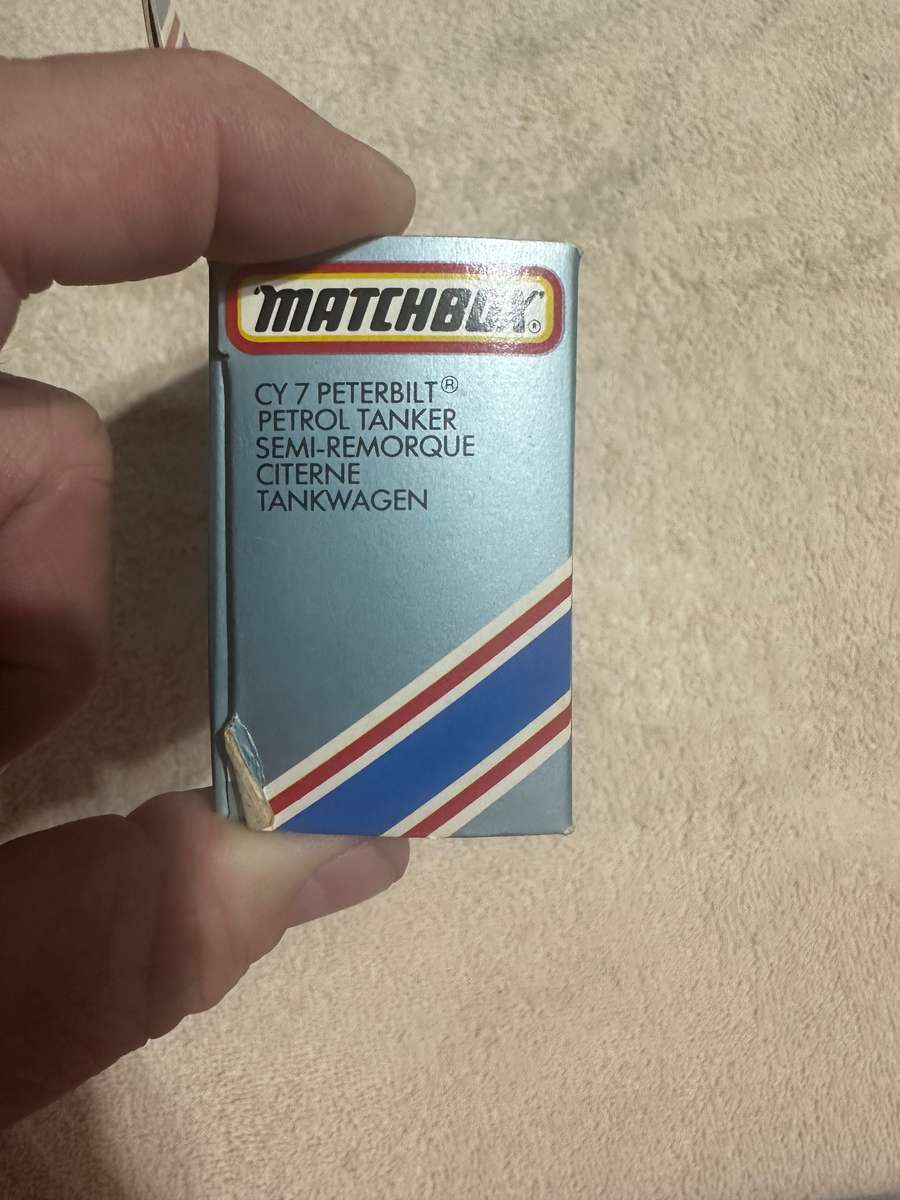 MATCHBOX®
CY 7 PETERBILT®
PETROL TANKER
SEMI-REMORQUE
CITERNE
TANKWAGEN